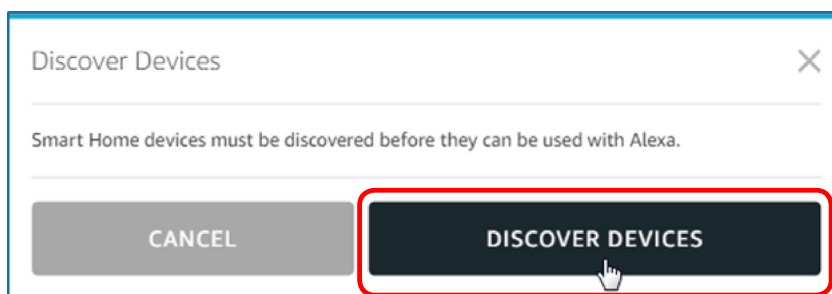 Discover Devices
Smart Home devices must be discovered before they can be used with Alexa.
CANCEL
DISCOVER DEVICES